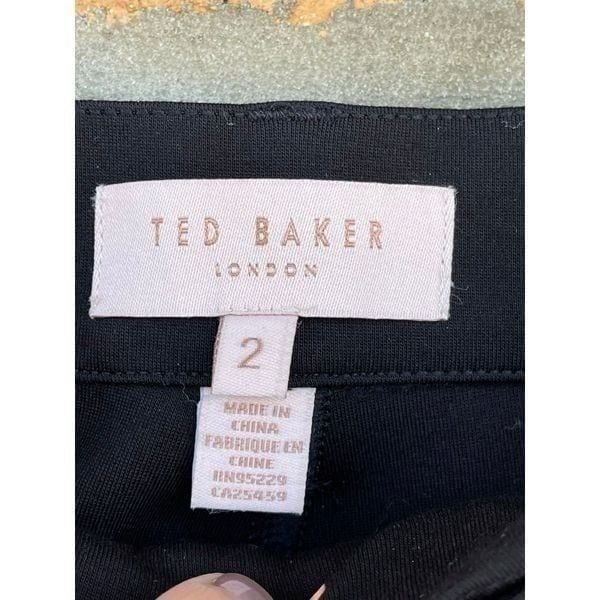 TED BAKER
LONDON
2
MADE IN
CHINA
FABRIQUE EN
CHINE
RN95229
CA25459